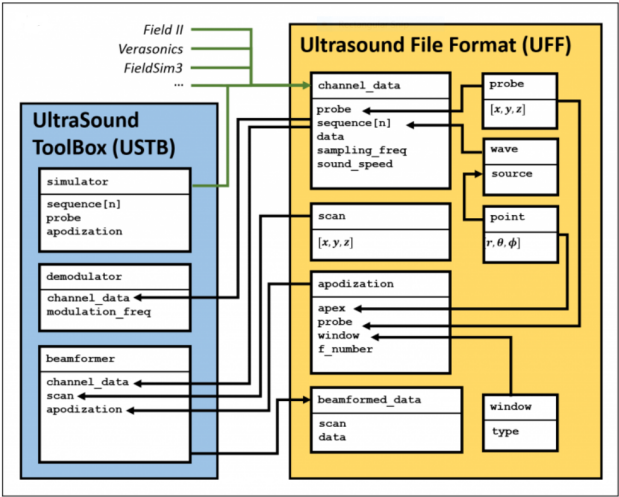 Field II
Verasonics
FieldSim3
...
UltraSound
ToolBox (USTB)
simulator
sequence[n]
probe
apodization
demodulator
channel_data
modulation_freq
beamformer
channel_data
scan
apodization
Ultrasound File Format (UFF)
channel_data
probe
sequence[n]
data
sampling_freq
sound_speed
scan
[x, y, z]
apodization
apex
probe
window
f_number
beamformed_data
scan
data
probe
[x, y, z]
wave
source
point
r, θ, ϕ]
window
type